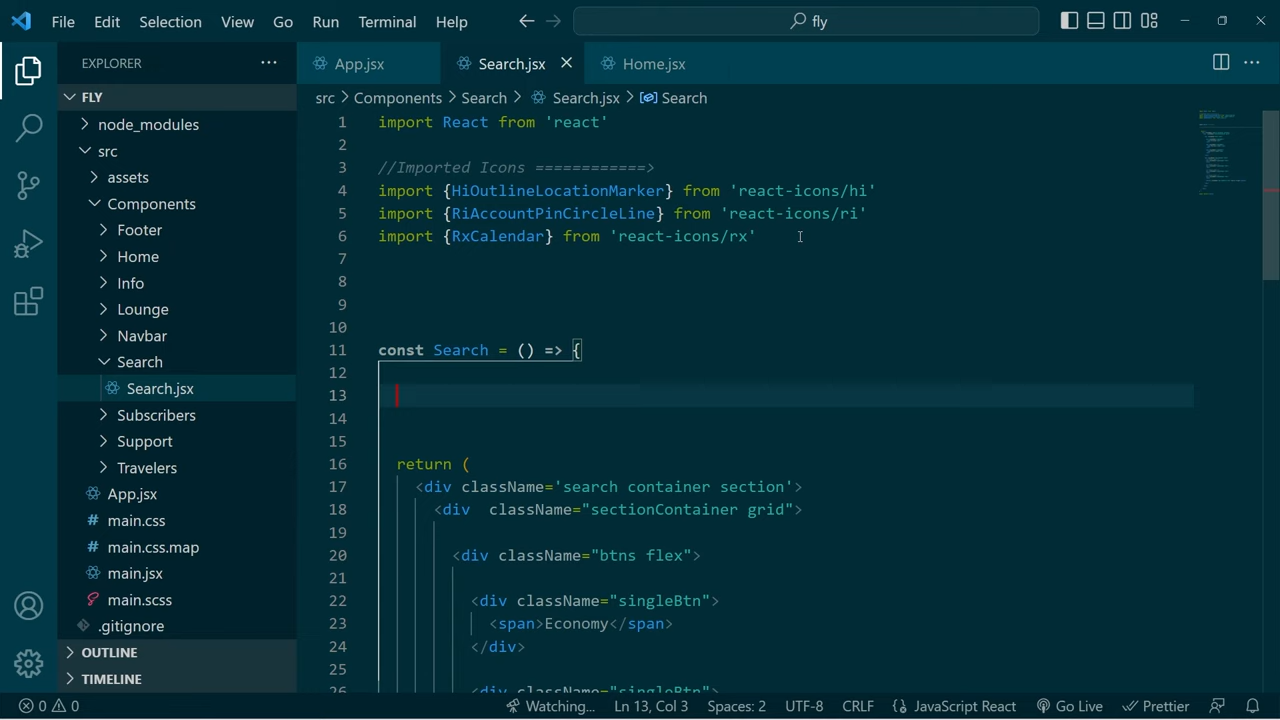 File Edit Selection View Go Run Terminal Help
fly
EXPLORER
FLY
node_modules
src
assets
Components
Footer
Home
Info
Lounge
Navbar
Search
Search.jsx
Subscribers
Support
Travelers
App.jsx
# main.css
# main.css.map
main.jsx
main.scss
.gitignore
OUTLINE
TIMELINE
App.jsx
Search.jsx
Home.jsx
src > Components > Search > Search.jsx > Search
1 import React from 'react'
2
3 //Imported Icons ============>
4 import {HiOutlineLocationMarker} from 'react-icons/hi'
5 import {RiAccountPinCircleLine} from 'react-icons/ri'
6 import {RxCalendar} from 'react-icons/rx'
7
8
9
10
11 const Search = () => {
12
13
14
15
16 return (
17 <div className='search container section'>
18 <div  className="sectionContainer grid">
19
20 <div className="btns flex">
21
22 <div className="singleBtn">
23 <span>Economy</span>
24 </div>
25
26 <div className="singleBtn">
0 0
Watching... Ln 13, Col 3 Spaces: 2 UTF-8 CRLF JavaScript React Go Live Prettier